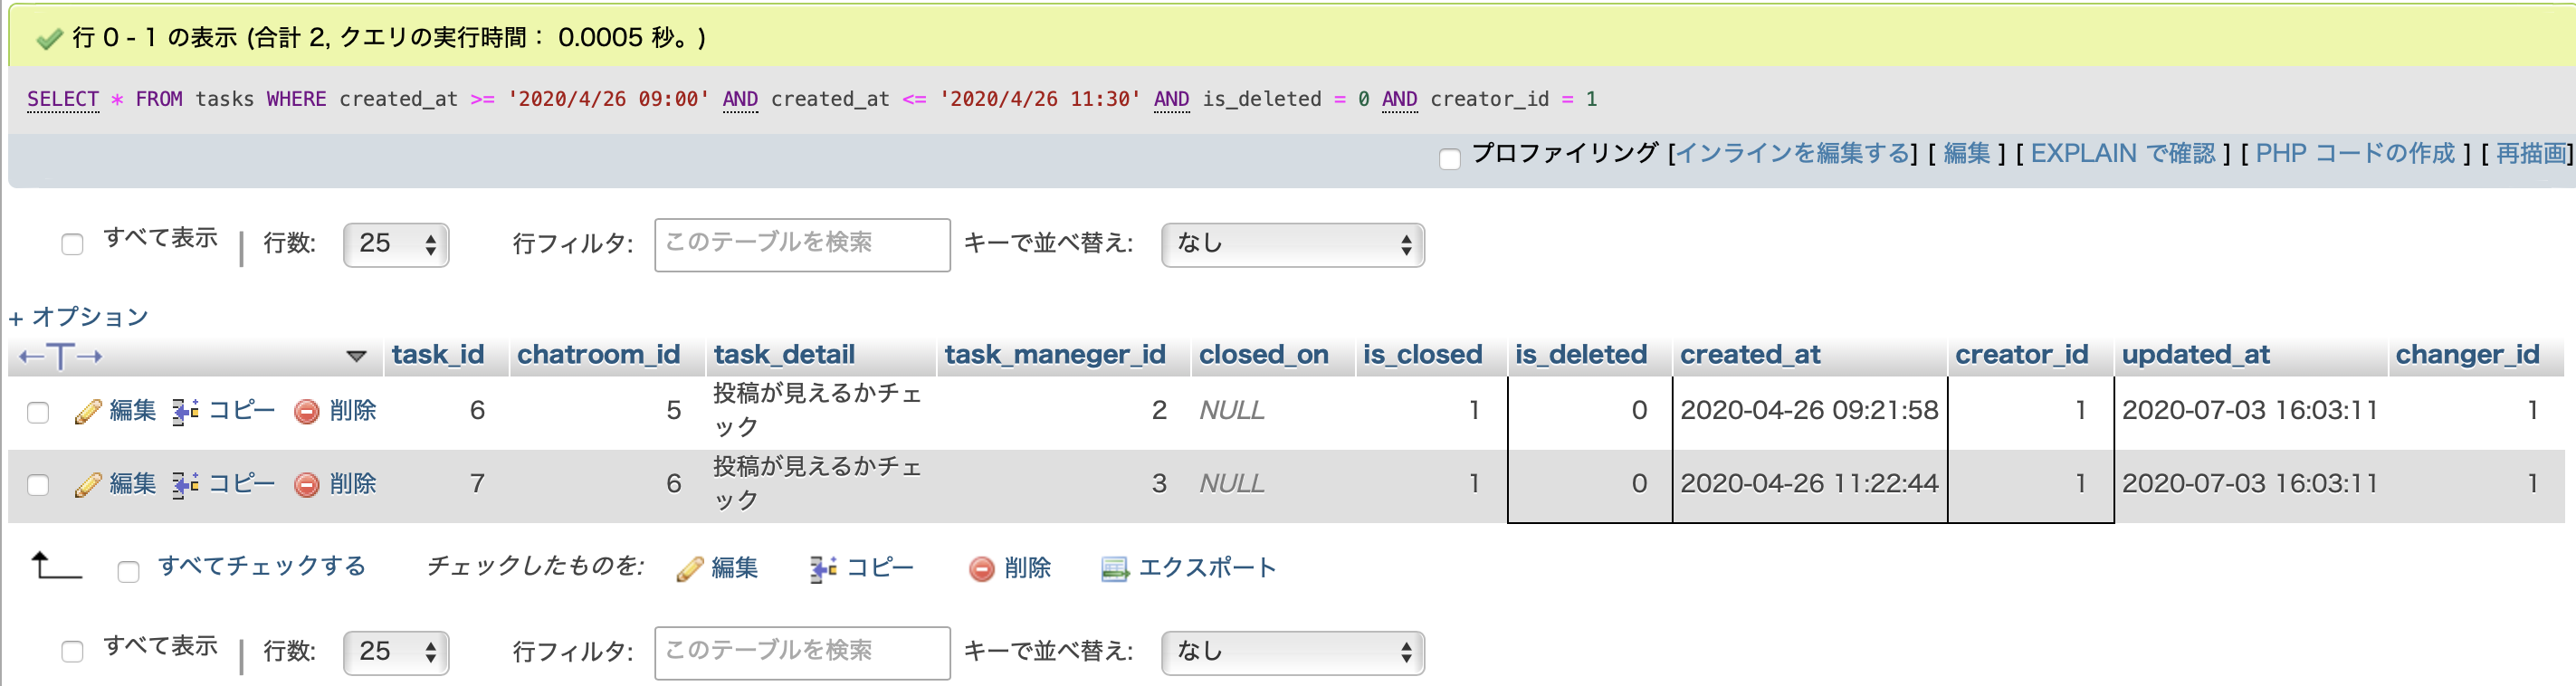 行 0 - 1 の表示 (合計 2, クエリの実行時間： 0.0005 秒。)
SELECT * FROM tasks WHERE created_at >= '2020/4/26 09:00' AND created_at <= '2020/4/26 11:30' AND is_deleted = 0 AND creator_id = 1
プロファイリング [インラインを編集する] [ 編集 ] [ EXPLAIN で確認 ] [ PHP コードの作成 ] [ 再描画]
すべて表示 | 行数: 25 行フィルタ: このテーブルを検索 キーで並べ替え: なし
+ オプション
←T→ task_id chatroom_id task_detail task_maneger_id closed_on is_closed is_deleted created_at creator_id updated_at changer_id
編集 コピー 削除 6 5 投稿が見えるかチェ
ック 2 NULL 1 0 2020-04-26 09:21:58 1 2020-07-03 16:03:11 1
編集 コピー 削除 7 6 投稿が見えるかチェ
ック 3 NULL 1 0 2020-04-26 11:22:44 1 2020-07-03 16:03:11 1
すべてチェックする チェックしたものを: 編集 コピー 削除 エクスポート
すべて表示 | 行数: 25 行フィルタ: このテーブルを検索 キーで並べ替え: なし